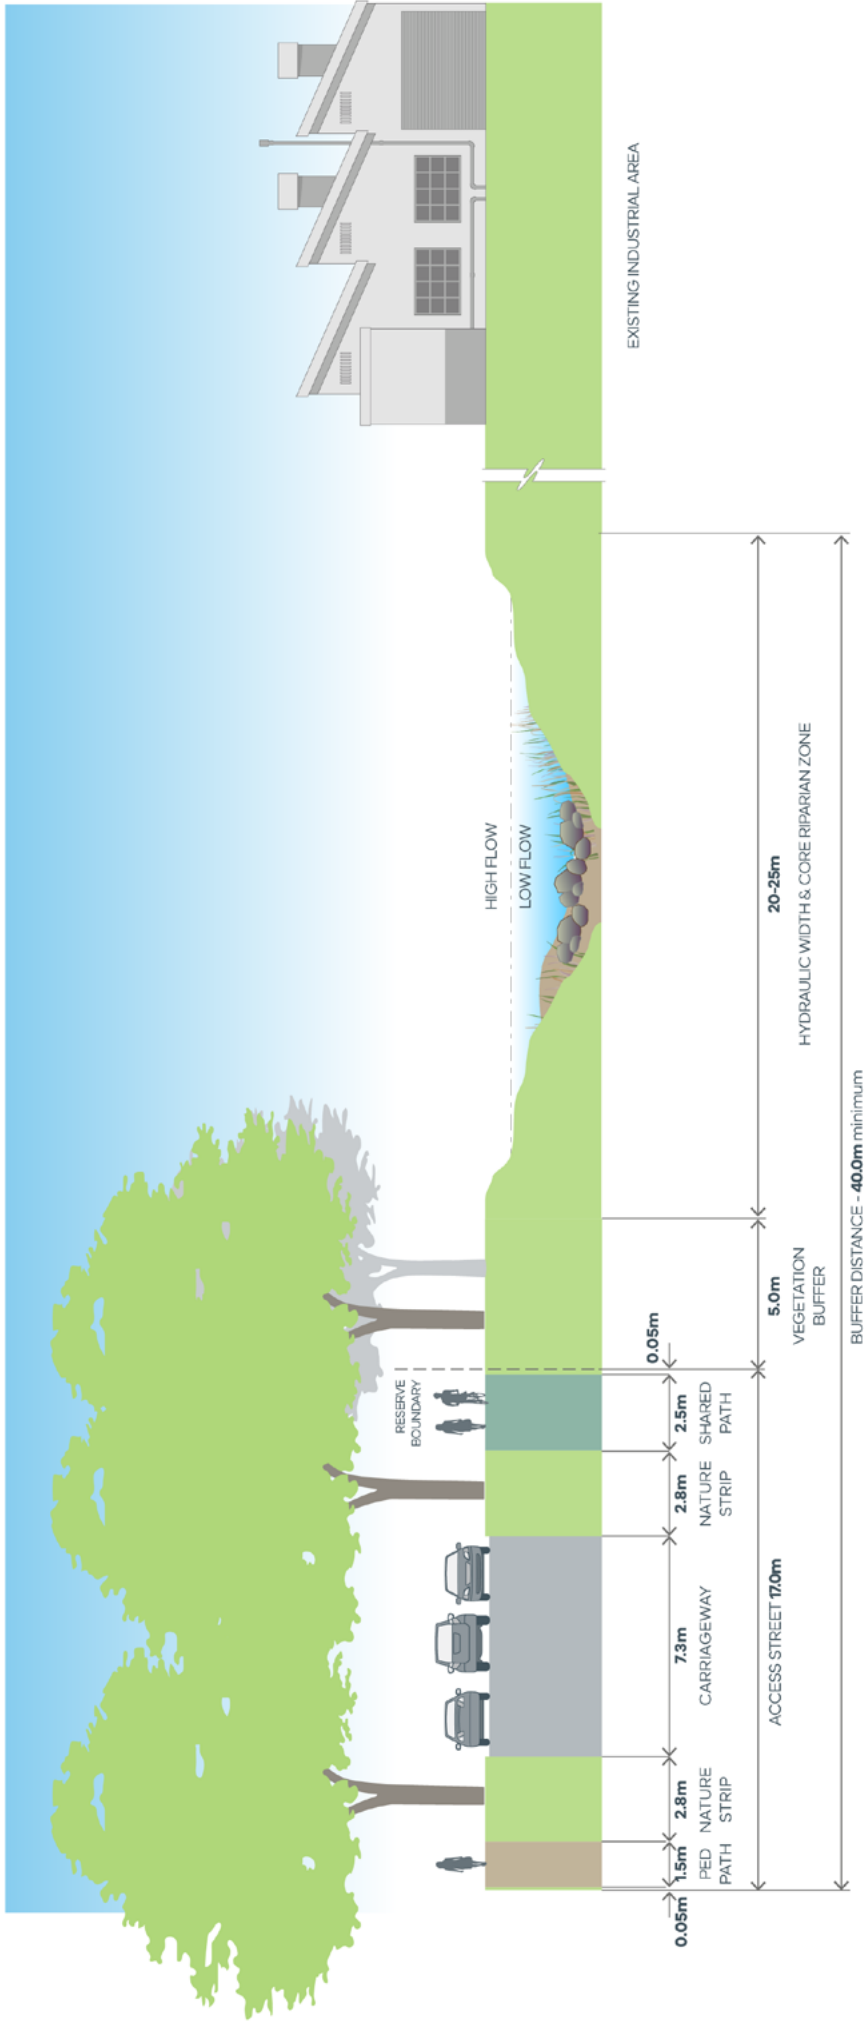 HIGH FLOW
LOW FLOW
RESERVE
BOUNDARY
EXISTING INDUSTRIAL AREA
0.05m
1.5m
PED
PATH
2.8m
NATURE
STRIP
7.3m
CARRIAGEWAY
2.8m
NATURE
STRIP
2.5m
SHARED
PATH
0.05m
ACCESS STREET 17.0m
5.0m
VEGETATION
BUFFER
20-25m
HYDRAULIC WIDTH & CORE RIPARIAN ZONE
BUFFER DISTANCE - 40.0m minimum